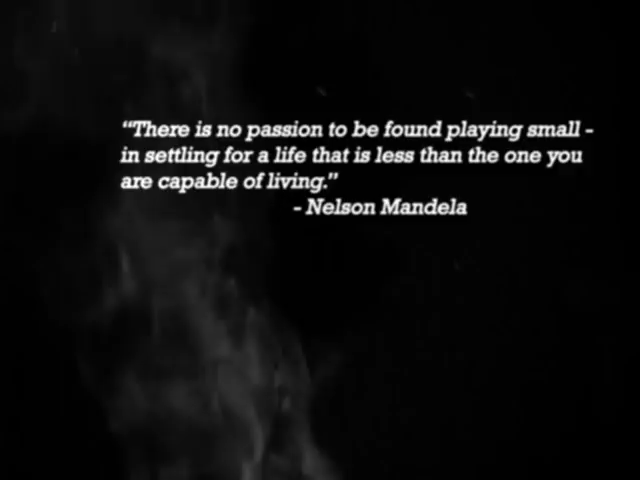 “There is no passion to be found playing small -
in settling for a life that is less than the one you
are capable of living.”
- Nelson Mandela